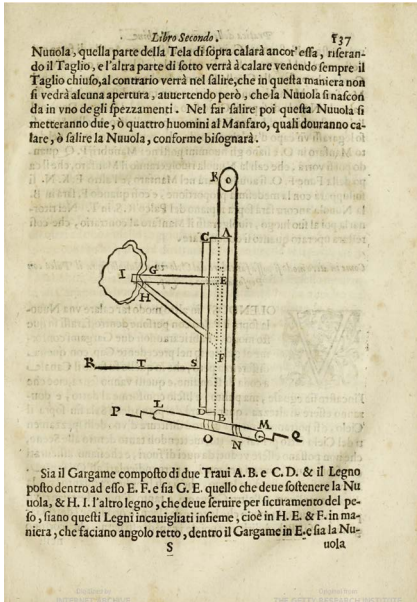 Libro Secondo. 137
Nuuola, quella parte della Tela di sopra calarà ancor'essa, riseran-
do il Taglio, e l'altra parte di sotto verrà à calare venendo sempre il
Taglio chiuso, al contrario verrà nel salire, che in questa maniera non
si vedrà alcuna apertura, auuertendo però, che la Nuuola si nascon
da in vno degli spezzamenti. Nel far salire poi questa Nuuola si
metteranno due, ò quattro huomini al Manfaro, quali douranno ca-
lare, ò salire la Nuuola, conforme bisognarà.
K
C A
I G
E
H
R T S
F
D B
P L
O N M Q
Sia il Gargame composto di due Traui A. B. e C. D. & il Legno
posto dentro ad esso E. F. e sia G. E. quello che deue sostenere la Nu
uola, & H. I. l'altro legno, che deue seruire per sicuramento del pe-
so, siano questi Legni incauigliati insieme, cioè in H. E. & F. in ma-
niera, che faciano angolo retto, dentro il Gargame in E. e sia la Nu-
S uola